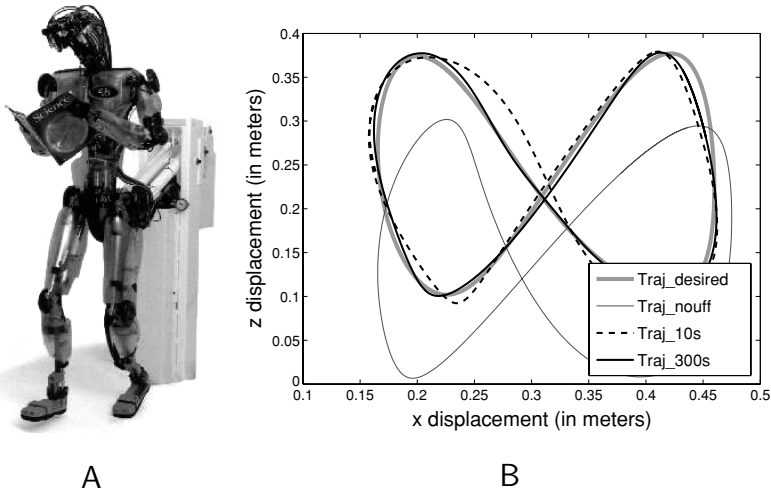 Science
0.4
0.35
0.3
0.25
0.2
0.15
0.1
0.05
0
z displacement (in meters)
0.1
0.15
0.2
0.25
0.3
0.35
0.4
0.45
0.5
x displacement (in meters)
Traj_desired
Traj_nouff
Traj_10s
Traj_300s
A
B